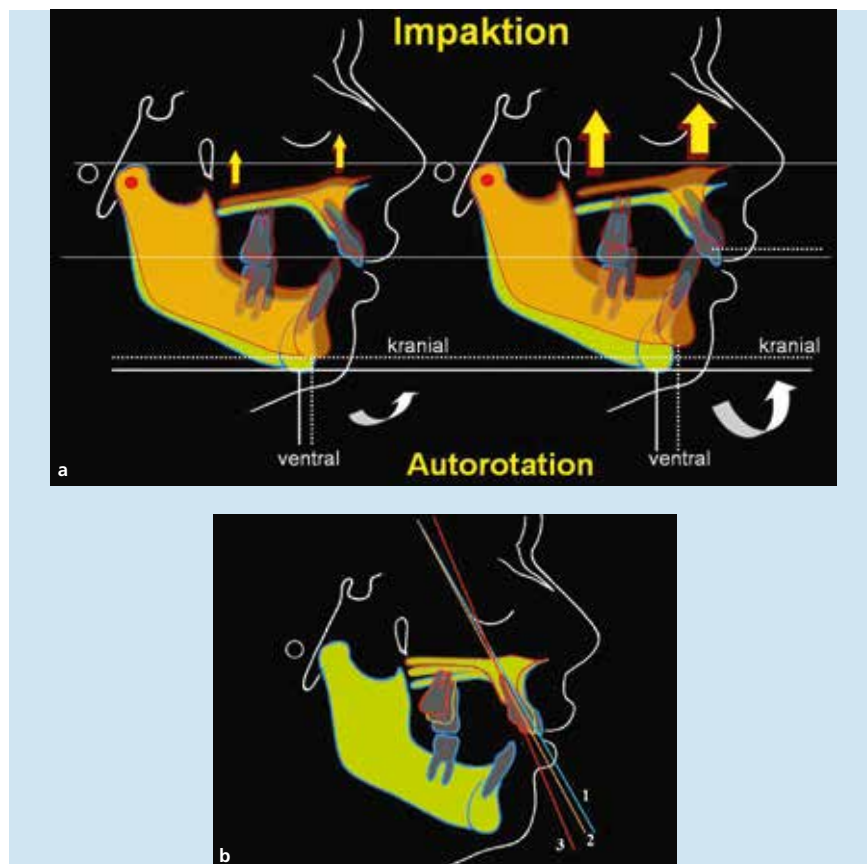 Impaktion
kranial kranial
ventral ventral
Autorotation
a
1
2
3
b